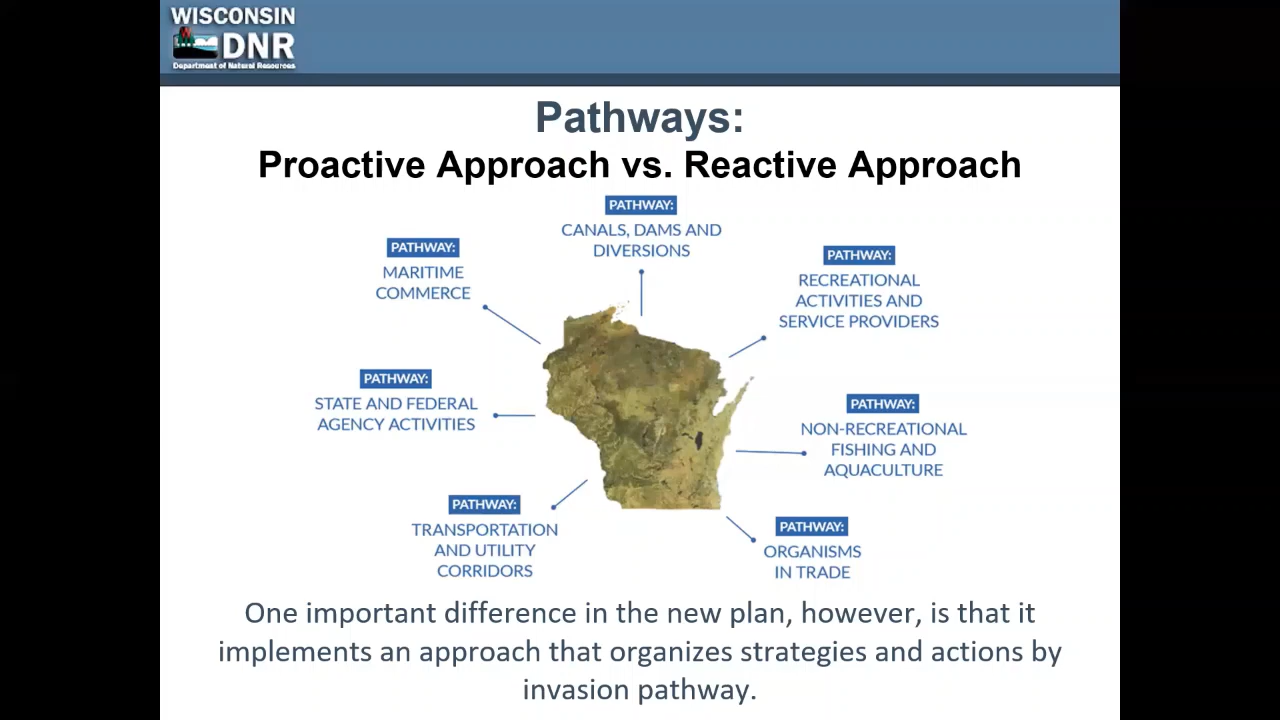 WISCONSIN
DNR
Department of Natural Resources
Pathways:
Proactive Approach vs. Reactive Approach
PATHWAY:
CANALS, DAMS AND
DIVERSIONS
PATHWAY:
MARITIME
COMMERCE
PATHWAY:
RECREATIONAL
ACTIVITIES AND
SERVICE PROVIDERS
PATHWAY:
STATE AND FEDERAL
AGENCY ACTIVITIES
PATHWAY:
NON-RECREATIONAL
FISHING AND
AQUACULTURE
PATHWAY:
TRANSPORTATION
AND UTILITY
CORRIDORS
PATHWAY:
ORGANISMS
IN TRADE
One important difference in the new plan, however, is that it
implements an approach that organizes strategies and actions by
invasion pathway.